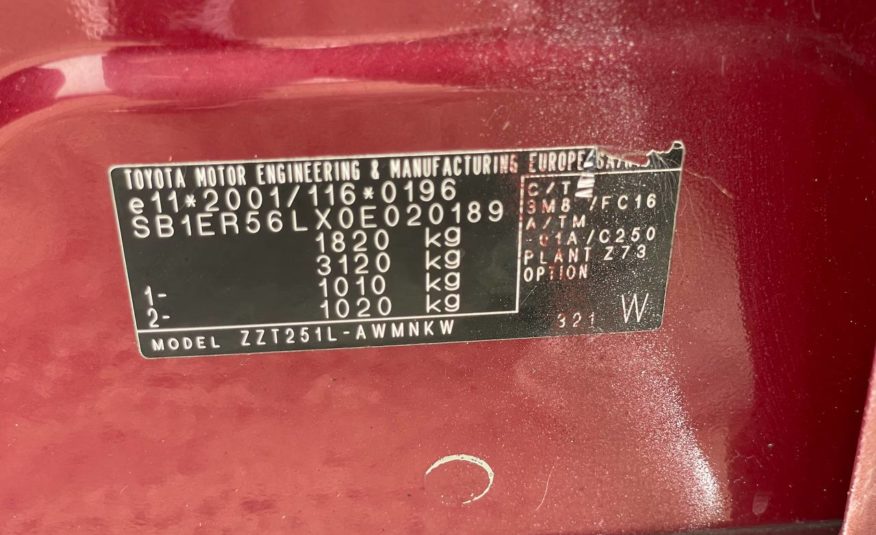 TOYOTA MOTOR ENGINEERING & MANUFACTURING EUROPE
e11*2001/116*0196
SB1ER56LX0E020189
1820 kg
3120 kg
1- 1010 kg
2- 1020 kg
MODEL ZZT251L-AWMNKW
C/T
3M8 /FC16
A/TM
-01A/C250
PLANT Z73
OPTION
321 W